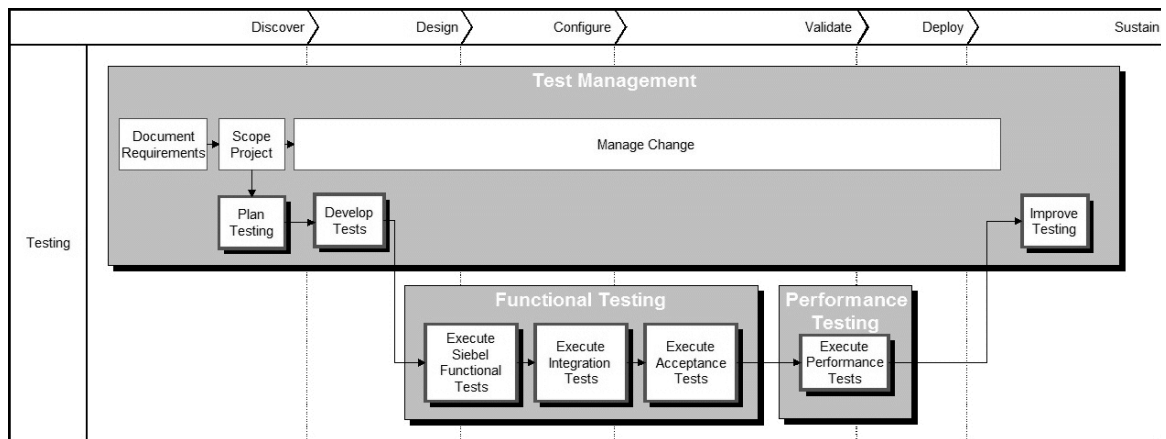 Discover
Design
Configure
Validate
Deploy
Sustain
Testing
Test Management
Document
Requirements
Scope
Project
Manage Change
Plan
Testing
Develop
Tests
Improve
Testing
Functional Testing
Execute
Siebel
Functional
Tests
Execute
Integration
Tests
Execute
Acceptance
Tests
Performance
Testing
Execute
Performance
Tests